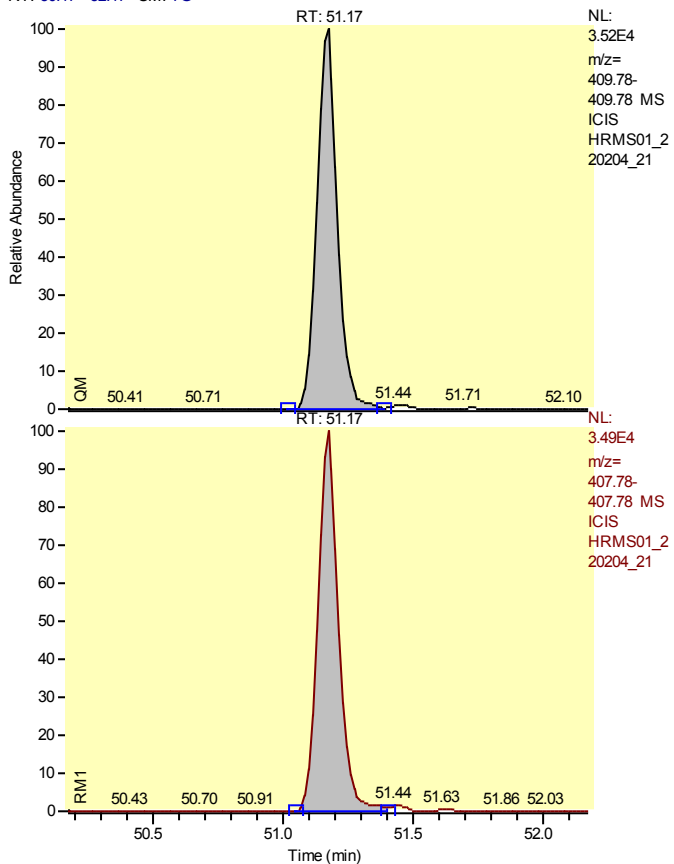 RT: 51.17
NL:
3.52E4
m/z=
409.78-
409.78 MS
ICIS
HRMS01_2
20204_21
100
90
80
70
60
50
40
30
20
10
0
Relative Abundance
QM
50.41 50.71 51.44 51.71 52.10
RT: 51.17
NL:
3.49E4
m/z=
407.78-
407.78 MS
ICIS
HRMS01_2
20204_21
100
90
80
70
60
50
40
30
20
10
0
RM1
50.43 50.70 50.91 51.44 51.63 51.86 52.03
50.5 51.0 51.5 52.0
Time (min)